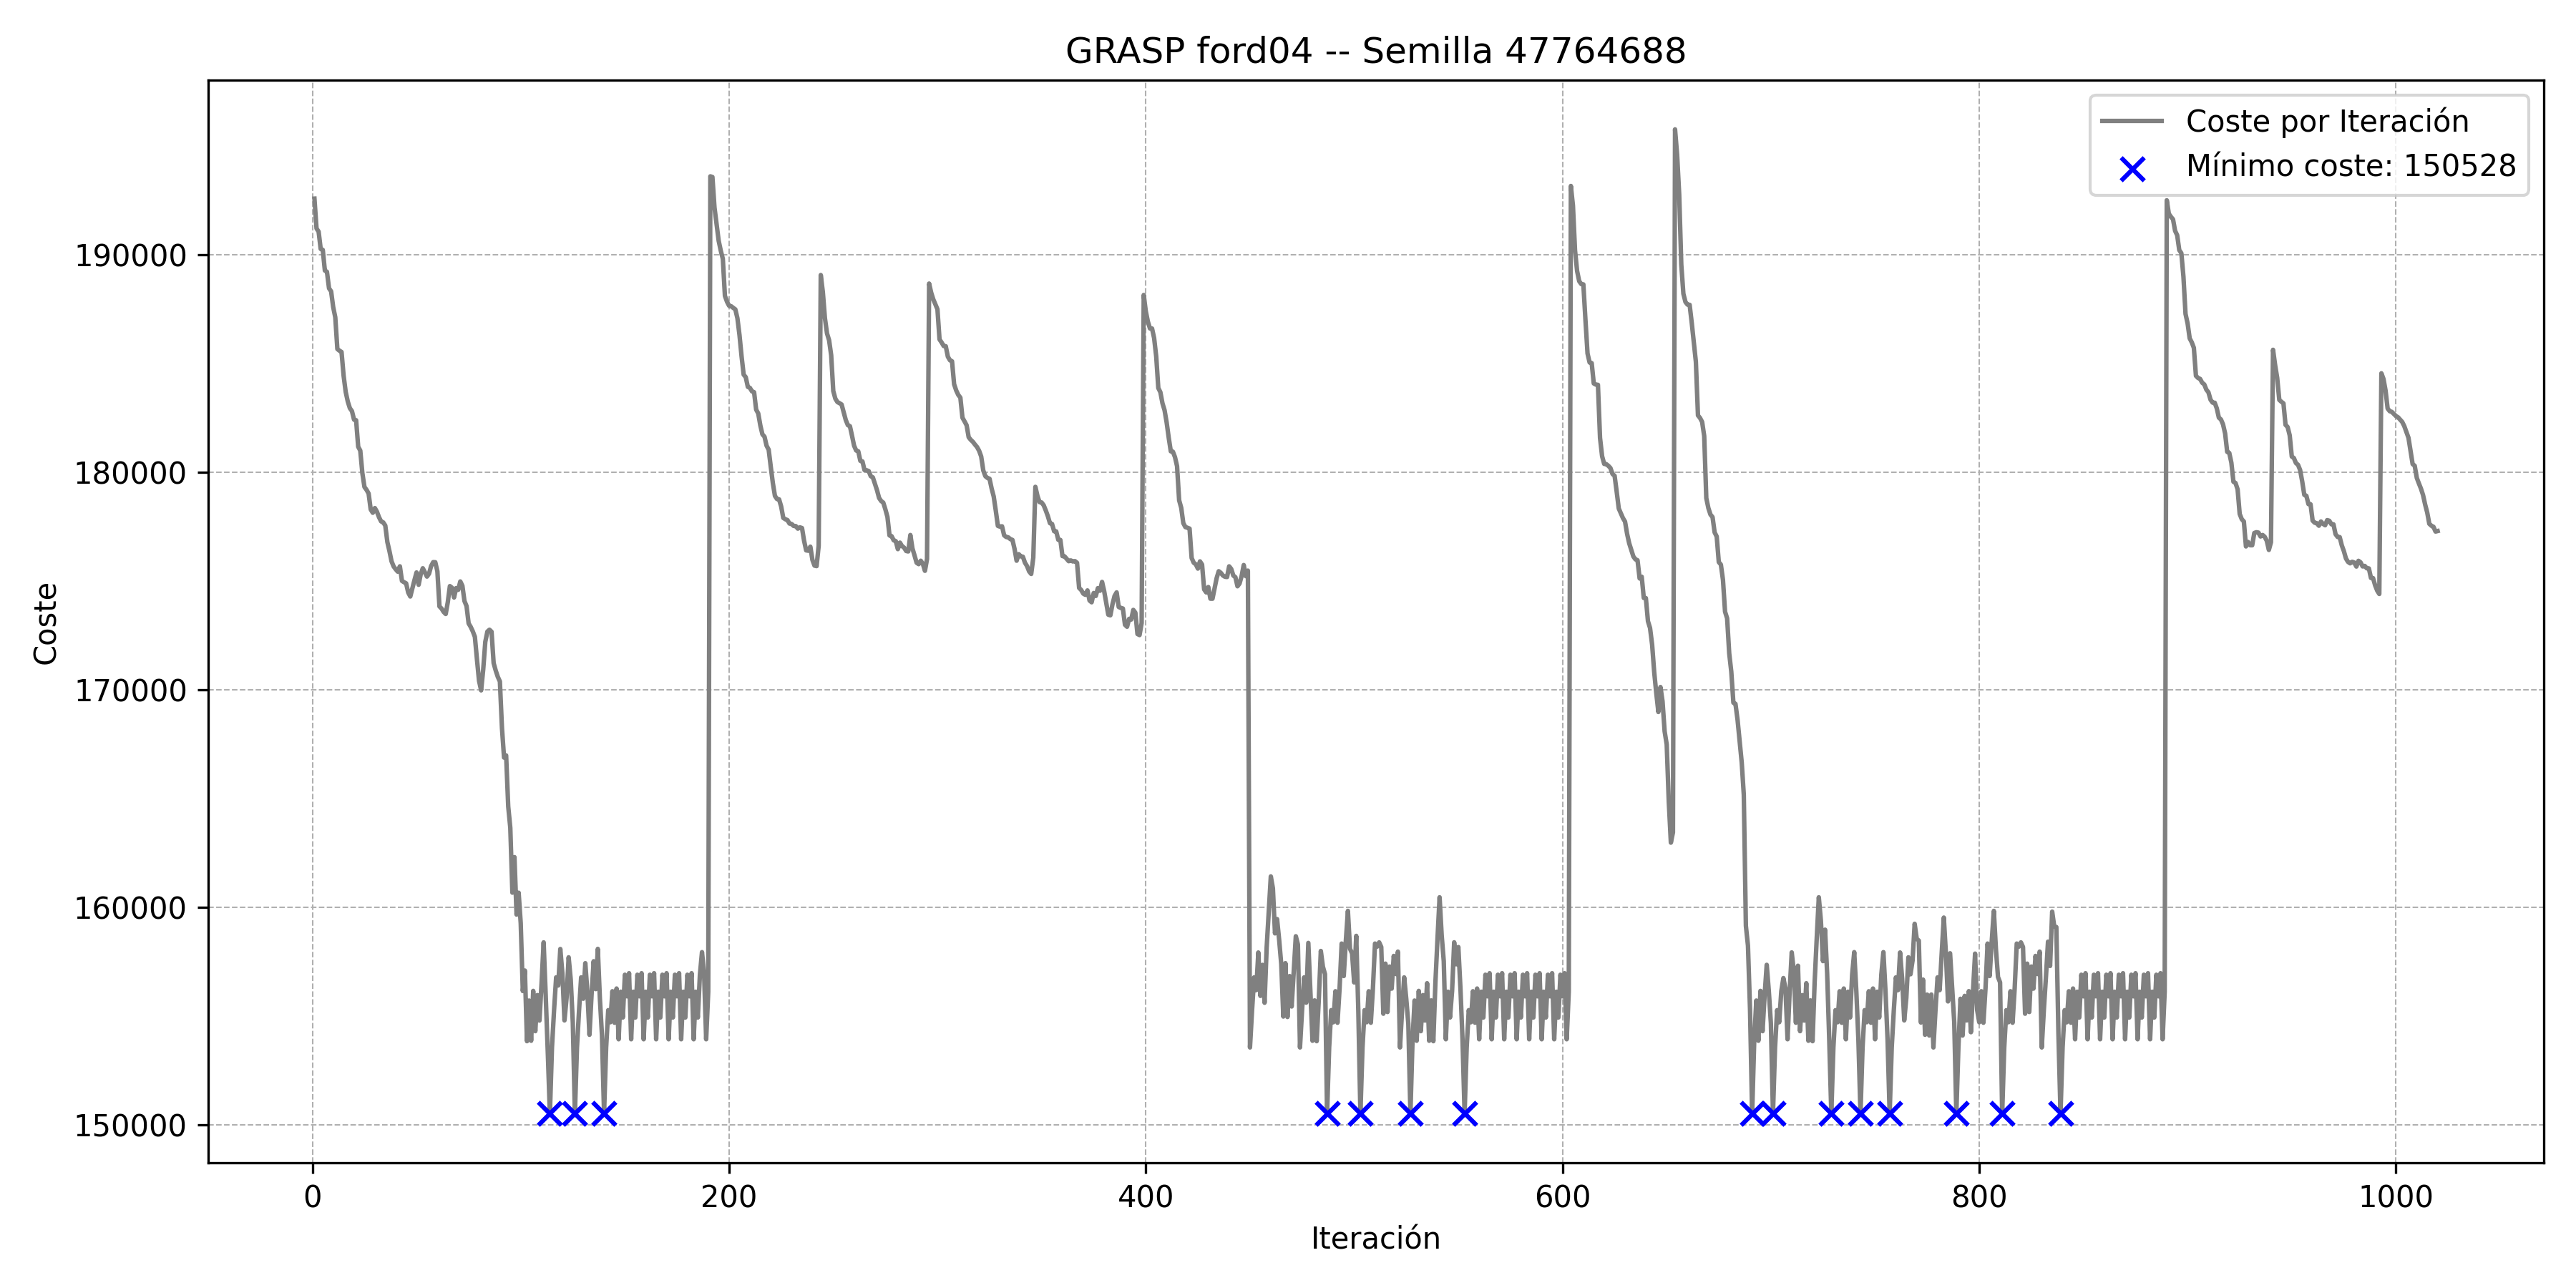 GRASP ford04 -- Semilla 47764688
Coste por Iteración
Mínimo coste: 150528
190000
180000
170000
160000
150000
Coste
0 200 400 600 800 1000
Iteración